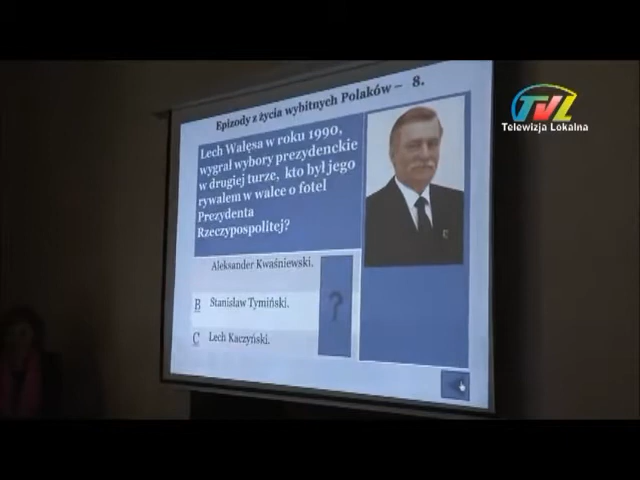 TVL
Telewizja Lokalna
Epizody z życia wybitnych Polaków – 8.
Lech Wałęsa w roku 1990,
wygrał wybory prezydenckie
w drugiej turze, kto był jego
rywalem w walce o fotel
Prezydenta
Rzeczypospolitej?
Aleksander Kwaśniewski.
B Stanisław Tymiński.
C Lech Kaczyński.
?